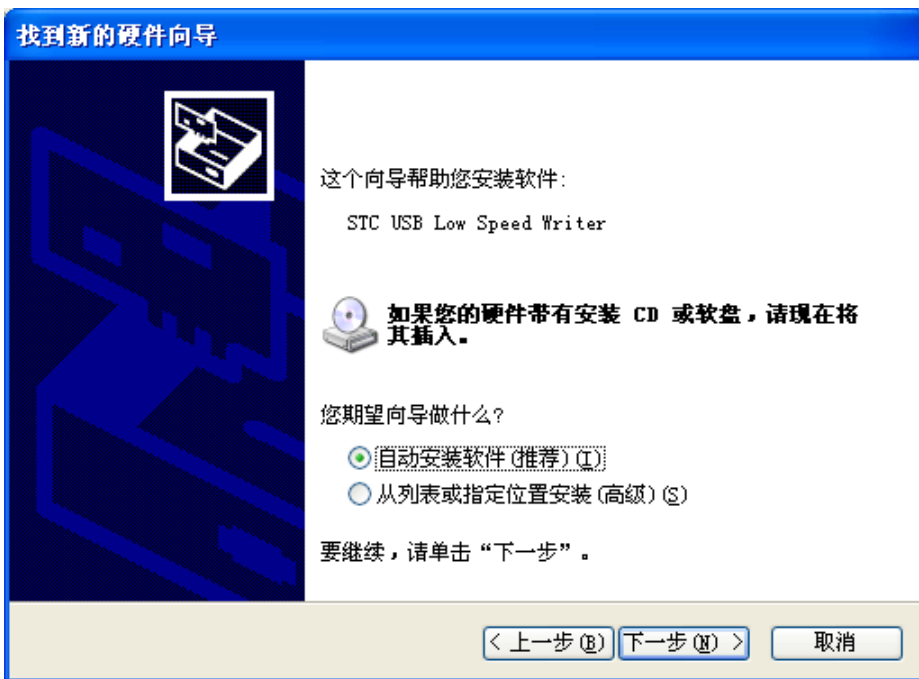 找到新的硬件向导
这个向导帮助您安装软件:
STC USB Low Speed Writer
如果您的硬件带有安装 CD 或软盘，请现在将
其插入。
您期望向导做什么?
自动安装软件(推荐)(I)
从列表或指定位置安装(高级)(S)
要继续，请单击“下一步”。
< 上一步(B) 下一步(N) > 取消